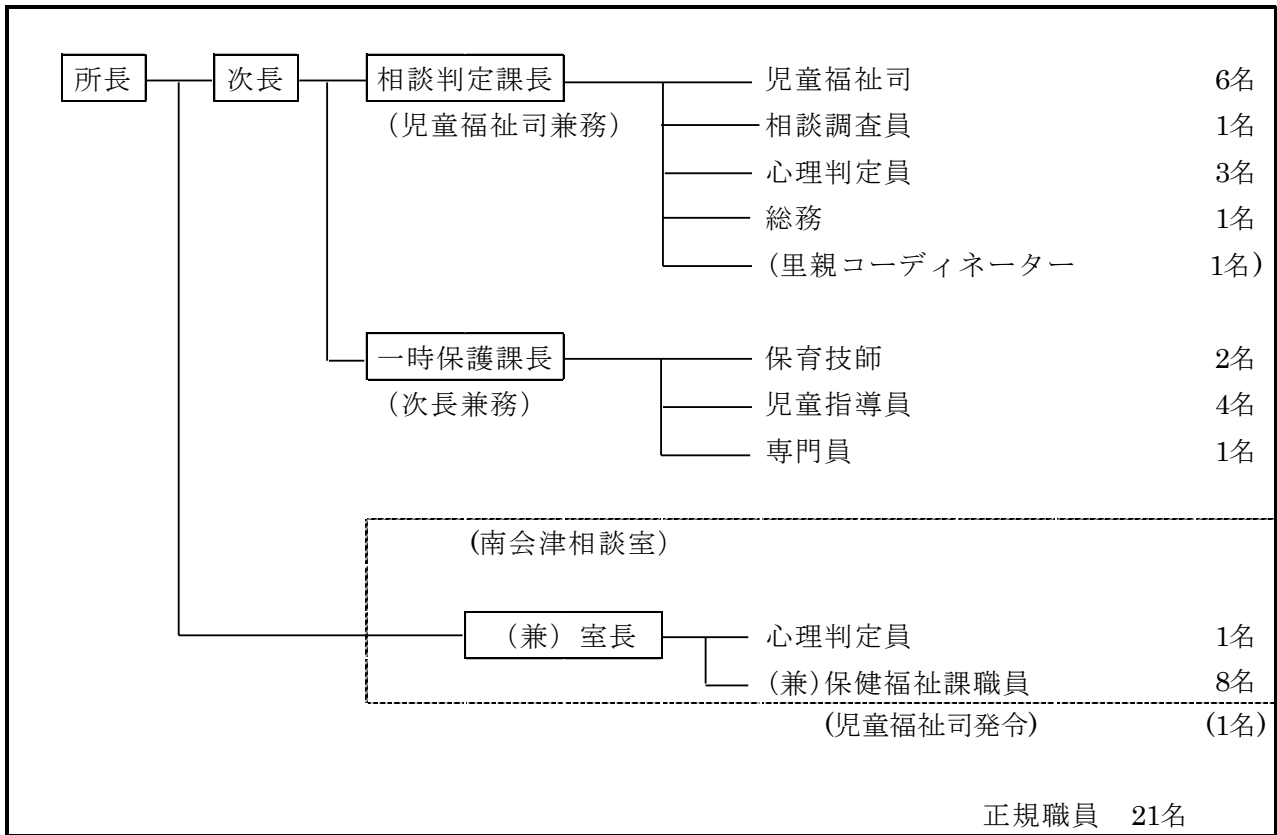 所長 次長 相談判定課長 児童福祉司 6名
(児童福祉司兼務) 相談調査員 1名
心理判定員 3名
総務 1名
(里親コーディネーター 1名)
一時保護課長 保育技師 2名
(次長兼務) 児童指導員 4名
専門員 1名
(南会津相談室)
(兼)室長 心理判定員 1名
(兼)保健福祉課職員 8名
(児童福祉司発令) (1名)
正規職員 21名